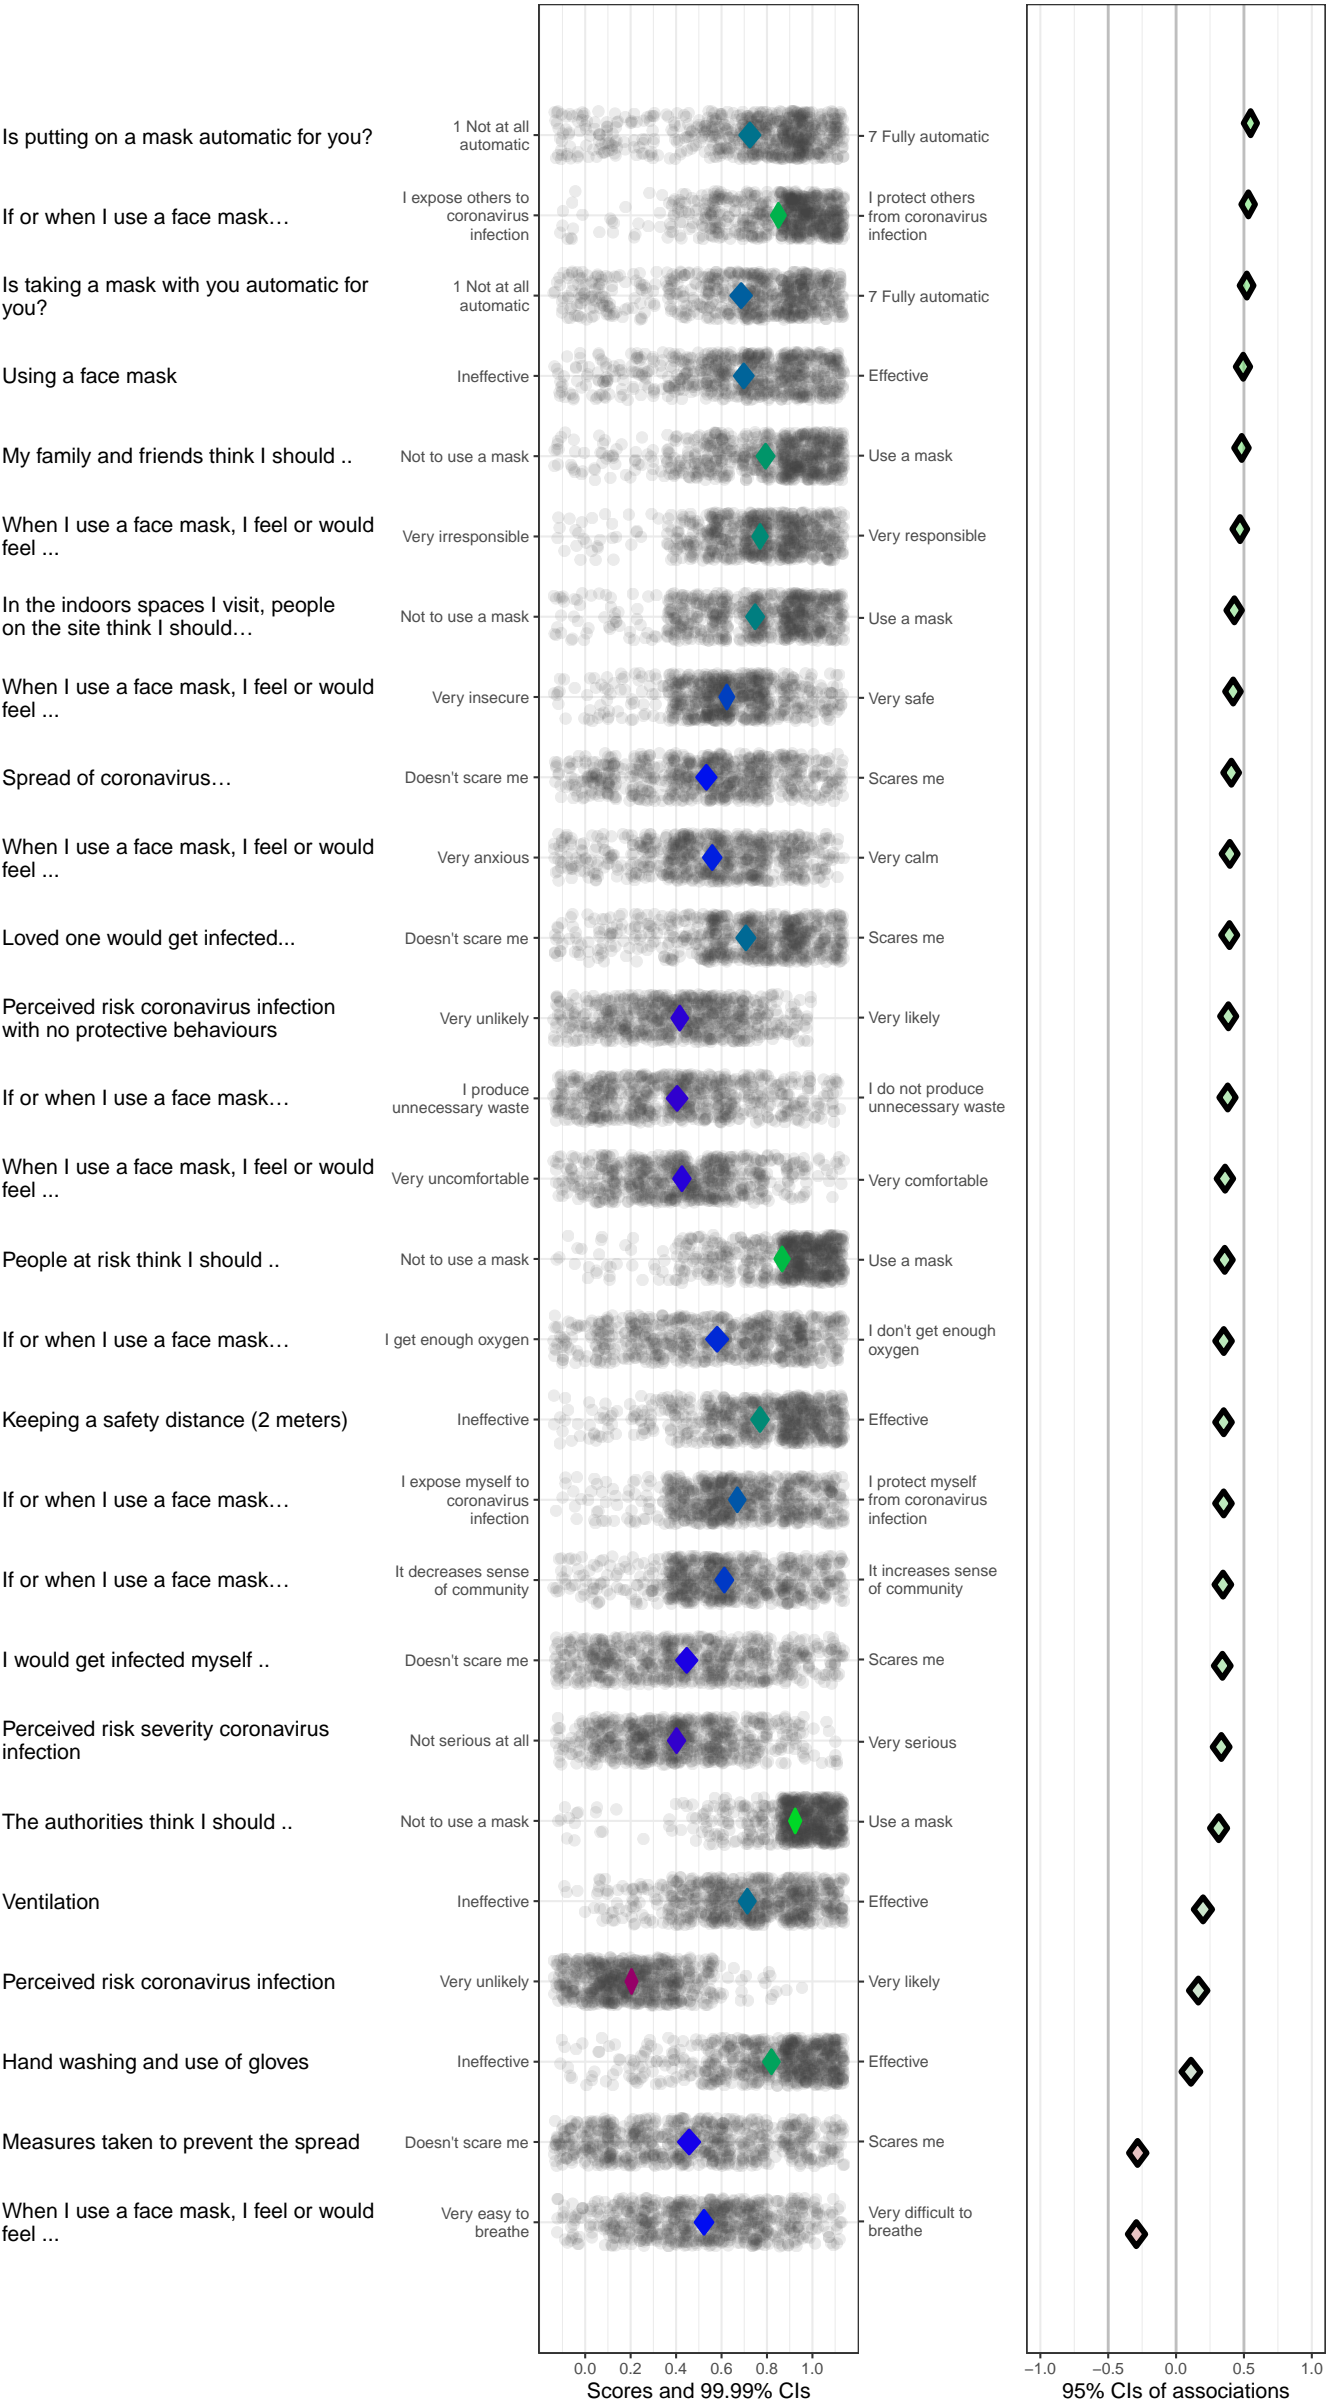 Is putting on a mask automatic for you?
1 Not at all
automatic
7 Fully automatic
If or when I use a face mask…
I expose others to
coronavirus
infection
I protect others
from coronavirus
infection
Is taking a mask with you automatic for
you?
1 Not at all
automatic
7 Fully automatic
Using a face mask
Ineffective
Effective
My family and friends think I should ..
Not to use a mask
Use a mask
When I use a face mask, I feel or would
feel ...
Very irresponsible
Very responsible
In the indoors spaces I visit, people
on the site think I should…
Not to use a mask
Use a mask
When I use a face mask, I feel or would
feel ...
Very insecure
Very safe
Spread of coronavirus…
Doesn't scare me
Scares me
When I use a face mask, I feel or would
feel ...
Very anxious
Very calm
Loved one would get infected...
Doesn't scare me
Scares me
Perceived risk coronavirus infection
with no protective behaviours
Very unlikely
Very likely
If or when I use a face mask…
I produce
unnecessary waste
I do not produce
unnecessary waste
When I use a face mask, I feel or would
feel ...
Very uncomfortable
Very comfortable
People at risk think I should ..
Not to use a mask
Use a mask
If or when I use a face mask…
I get enough oxygen
I don't get enough
oxygen
Keeping a safety distance (2 meters)
Ineffective
Effective
If or when I use a face mask…
I expose myself to
coronavirus
infection
I protect myself
from coronavirus
infection
If or when I use a face mask…
It decreases sense
of community
It increases sense
of community
I would get infected myself ..
Doesn't scare me
Scares me
Perceived risk severity coronavirus
infection
Not serious at all
Very serious
The authorities think I should ..
Not to use a mask
Use a mask
Ventilation
Ineffective
Effective
Perceived risk coronavirus infection
Very unlikely
Very likely
Hand washing and use of gloves
Ineffective
Effective
Measures taken to prevent the spread
Doesn't scare me
Scares me
When I use a face mask, I feel or would
feel ...
Very easy to
breathe
Very difficult to
breathe
0.0 0.2 0.4 0.6 0.8 1.0
Scores and 99.99% CIs
−1.0 −0.5 0.0 0.5 1.0
95% CIs of associations